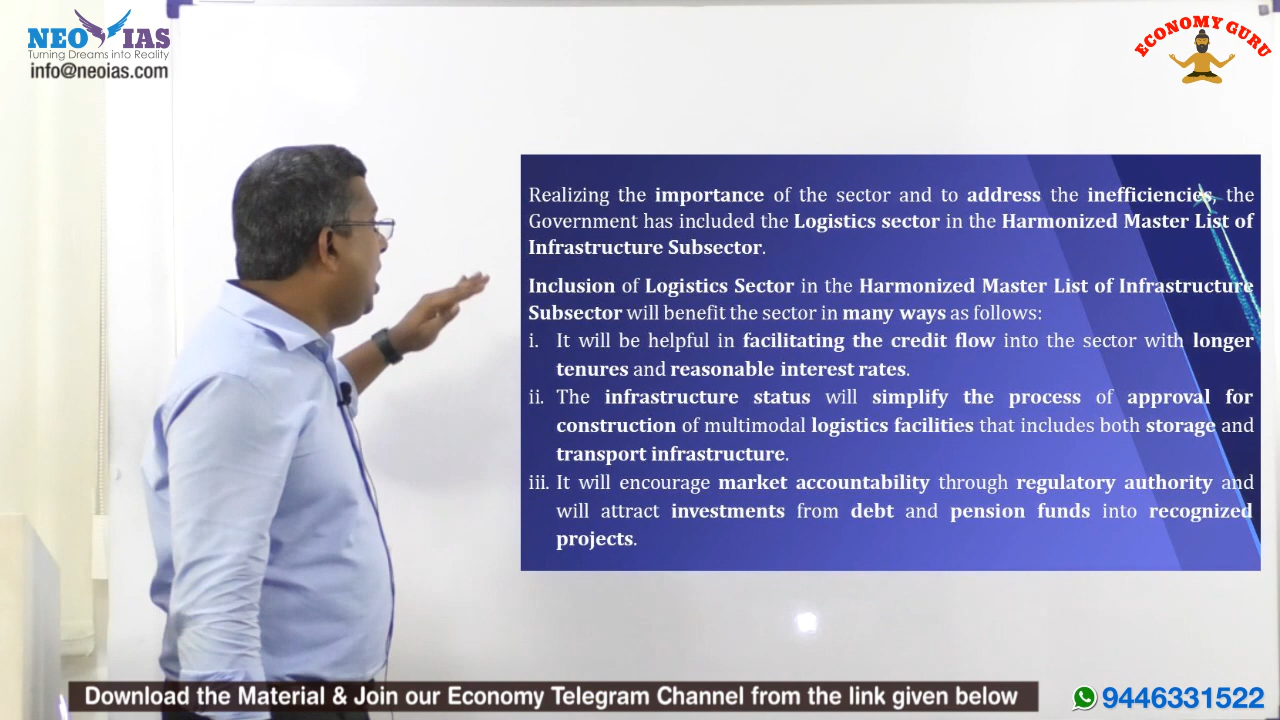 NEO IAS
Turning Dreams into Reality
info@neoias.com
ECONOMY GURU
Realizing the importance of the sector and to address the inefficiencies, the
Government has included the Logistics sector in the Harmonized Master List of
Infrastructure Subsector.
Inclusion of Logistics Sector in the Harmonized Master List of Infrastructure
Subsector will benefit the sector in many ways as follows:
i. It will be helpful in facilitating the credit flow into the sector with longer
tenures and reasonable interest rates.
ii. The infrastructure status will simplify the process of approval for
construction of multimodal logistics facilities that includes both storage and
transport infrastructure.
iii. It will encourage market accountability through regulatory authority and
will attract investments from debt and pension funds into recognized
projects.
Download the Material & Join our Economy Telegram Channel from the link given below
9446331522